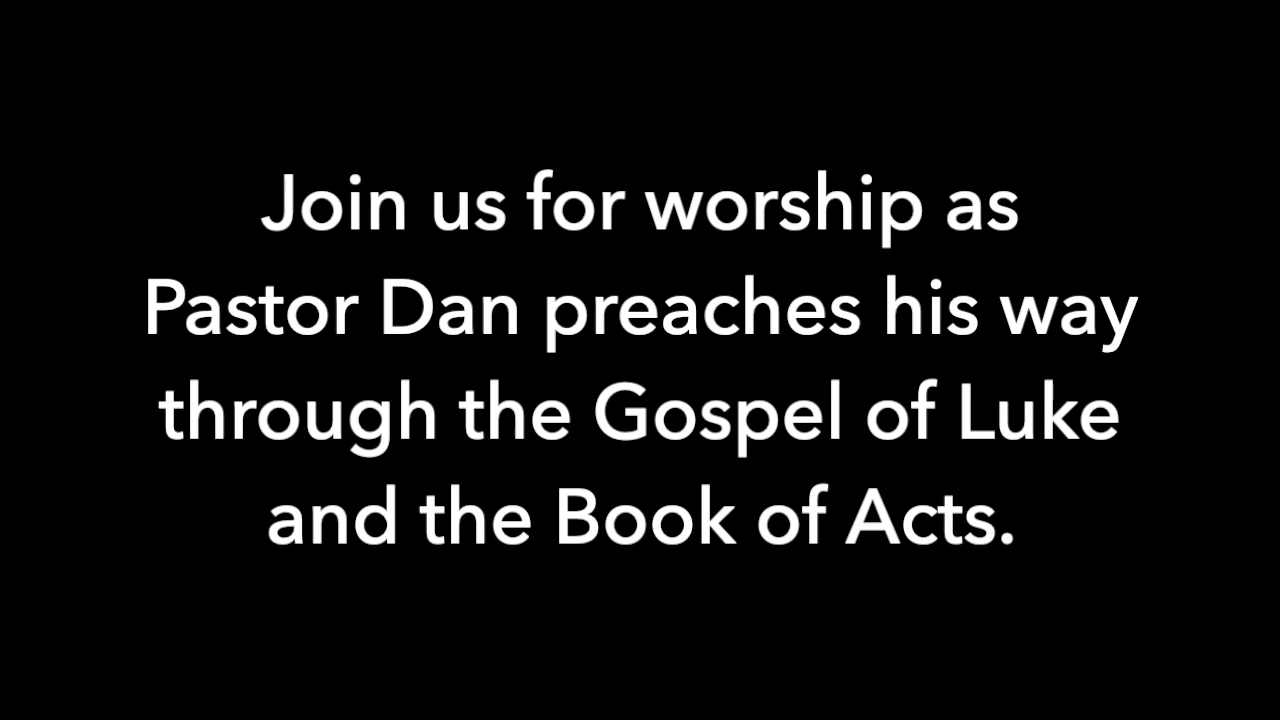 Join us for worship as
Pastor Dan preaches his way
through the Gospel of Luke
and the Book of Acts.